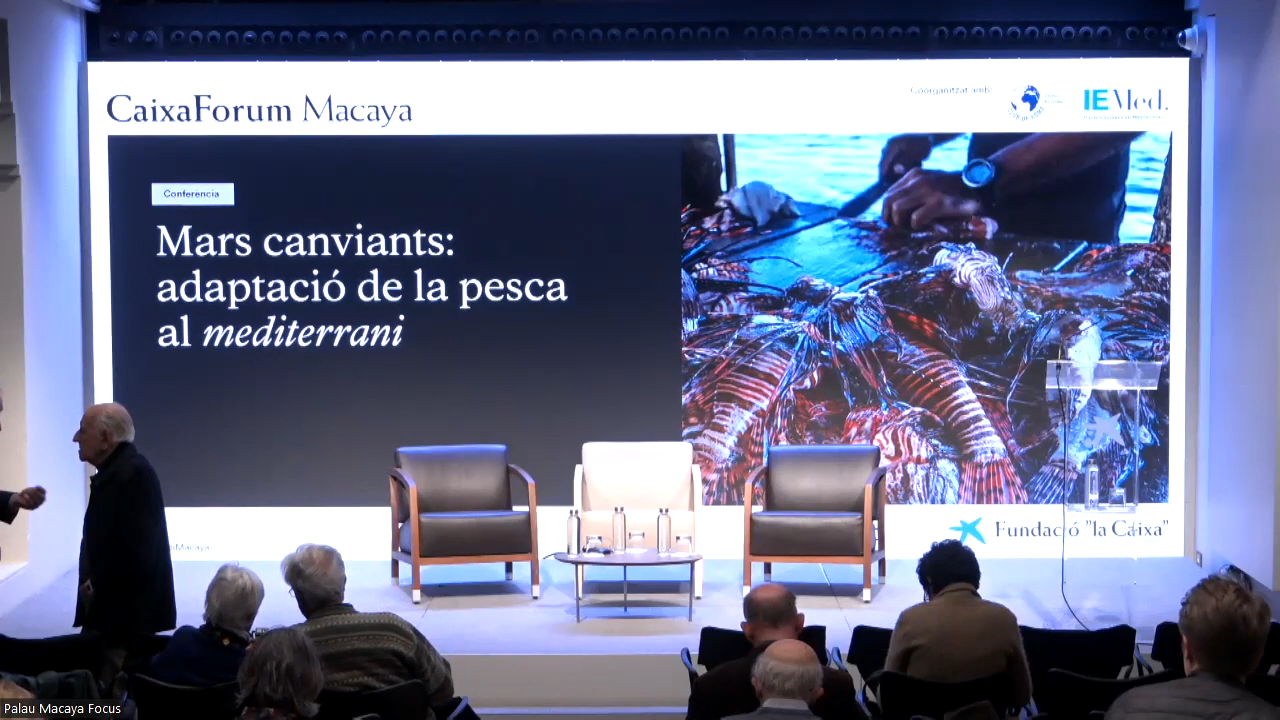 CaixaForum Macaya
Coorganitzat amb:
IEMed.
Conferencia
Mars canviants:
adaptació de la pesca
al mediterrani
Fundació "la Caixa"
Palau Macaya Focus